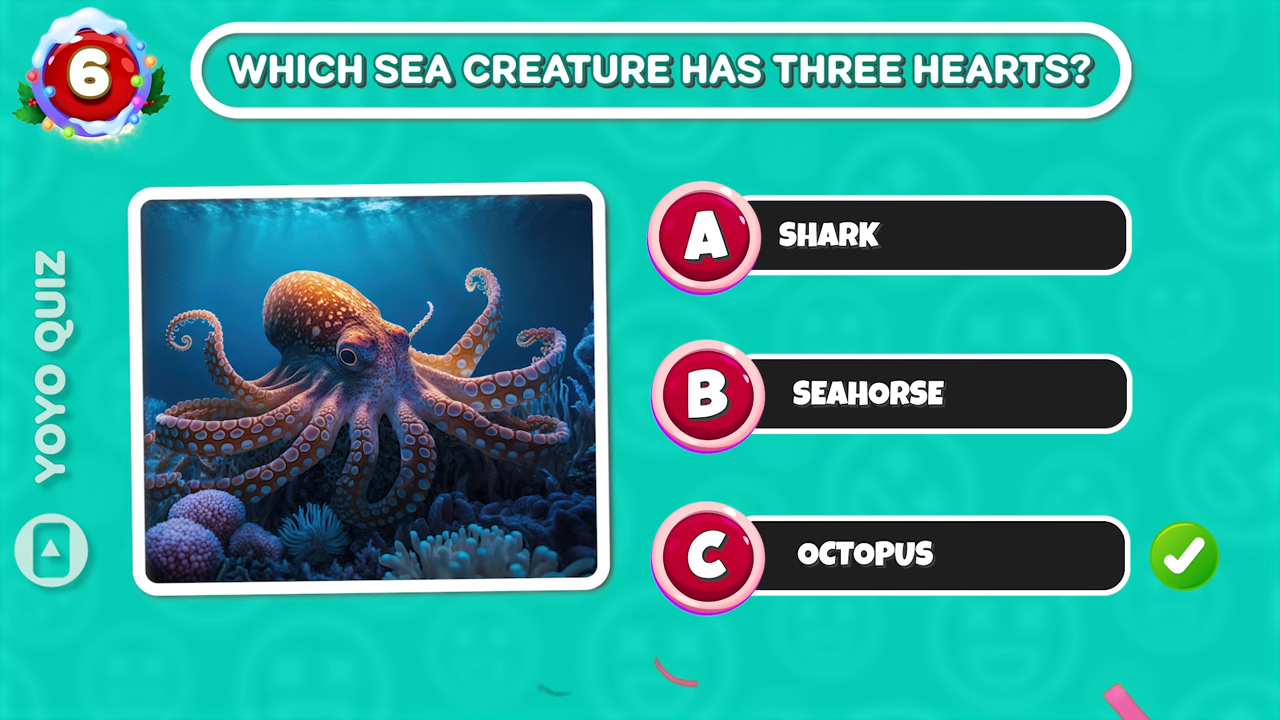 6
WHICH SEA CREATURE HAS THREE HEARTS?
YOYO QUIZ
A SHARK
B SEAHORSE
C OCTOPUS